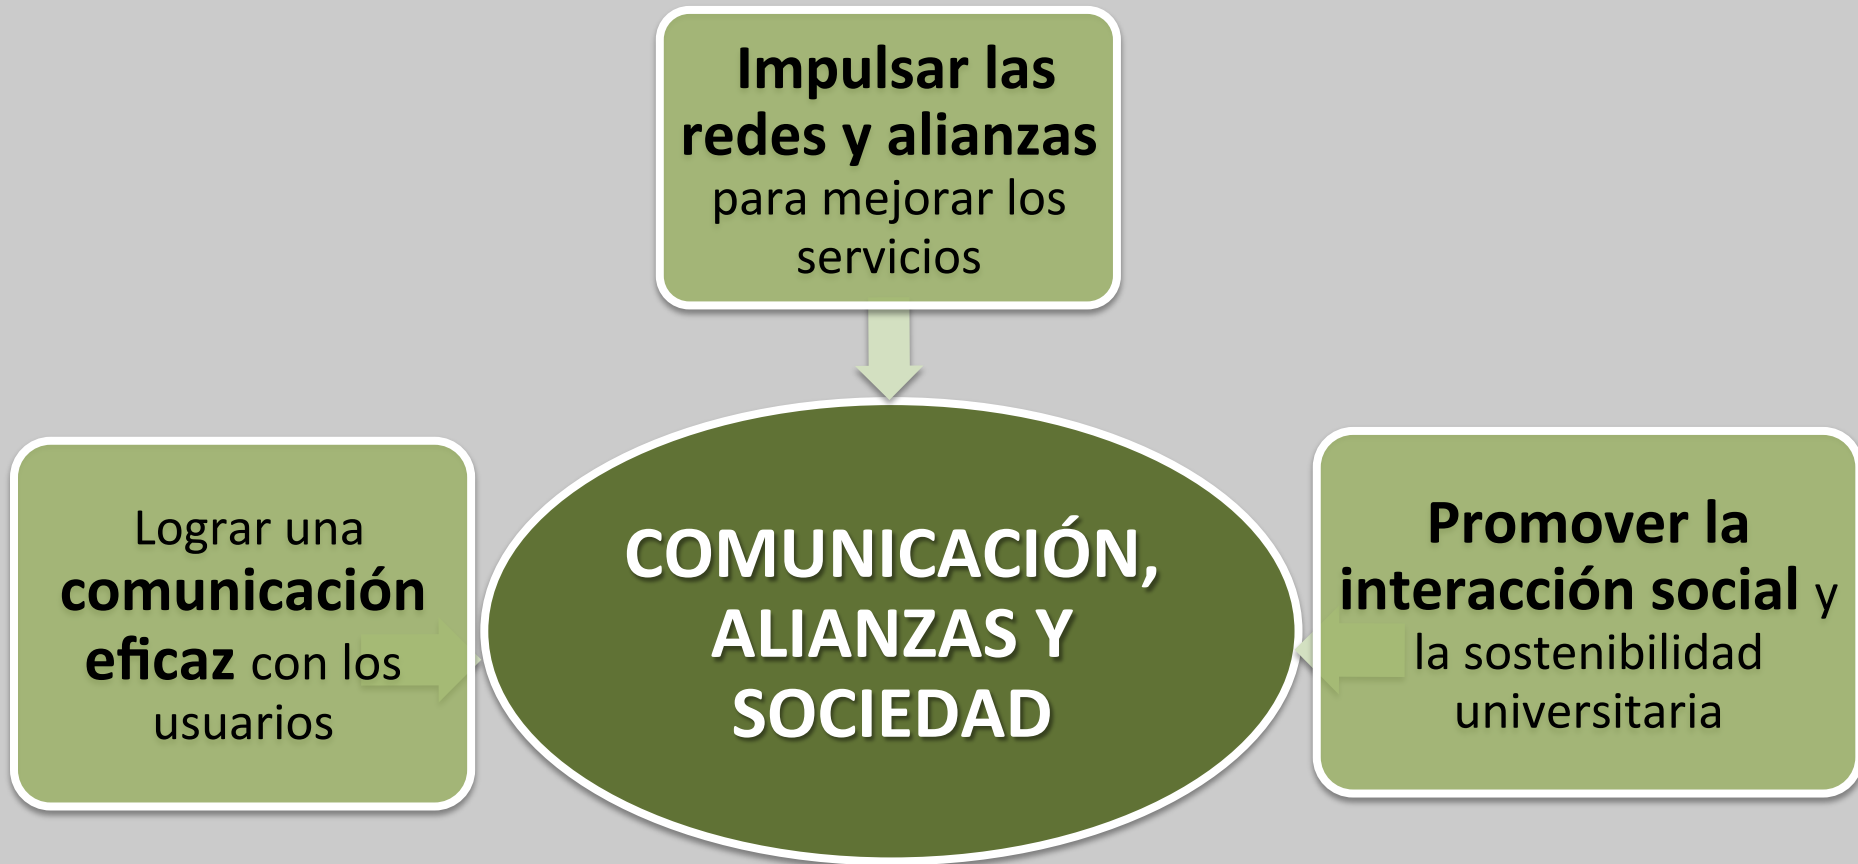 Impulsar las
redes y alianzas
para mejorar los
servicios
Lograr una
comunicación
eficaz con los
usuarios
COMUNICACIÓN,
ALIANZAS Y
SOCIEDAD
Promover la
interacción social y
la sostenibilidad
universitaria